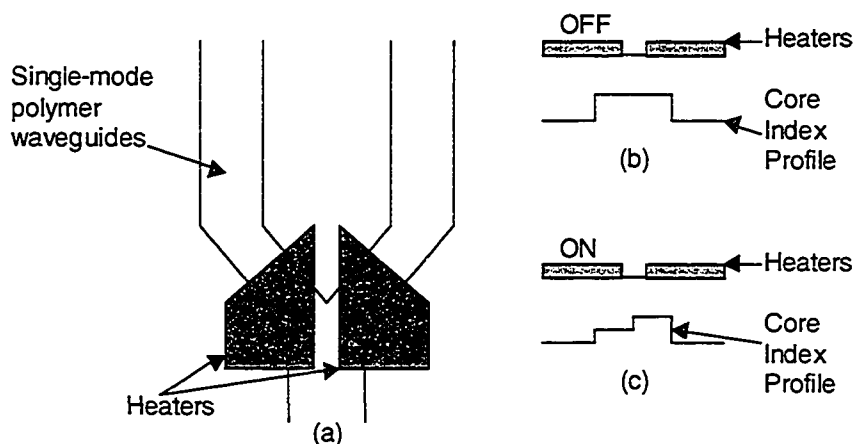 Single-mode
polymer
waveguides
Heaters
(a)
OFF
Heaters
Core
Index
Profile
(b)
ON
Heaters
Core
Index
Profile
(c)